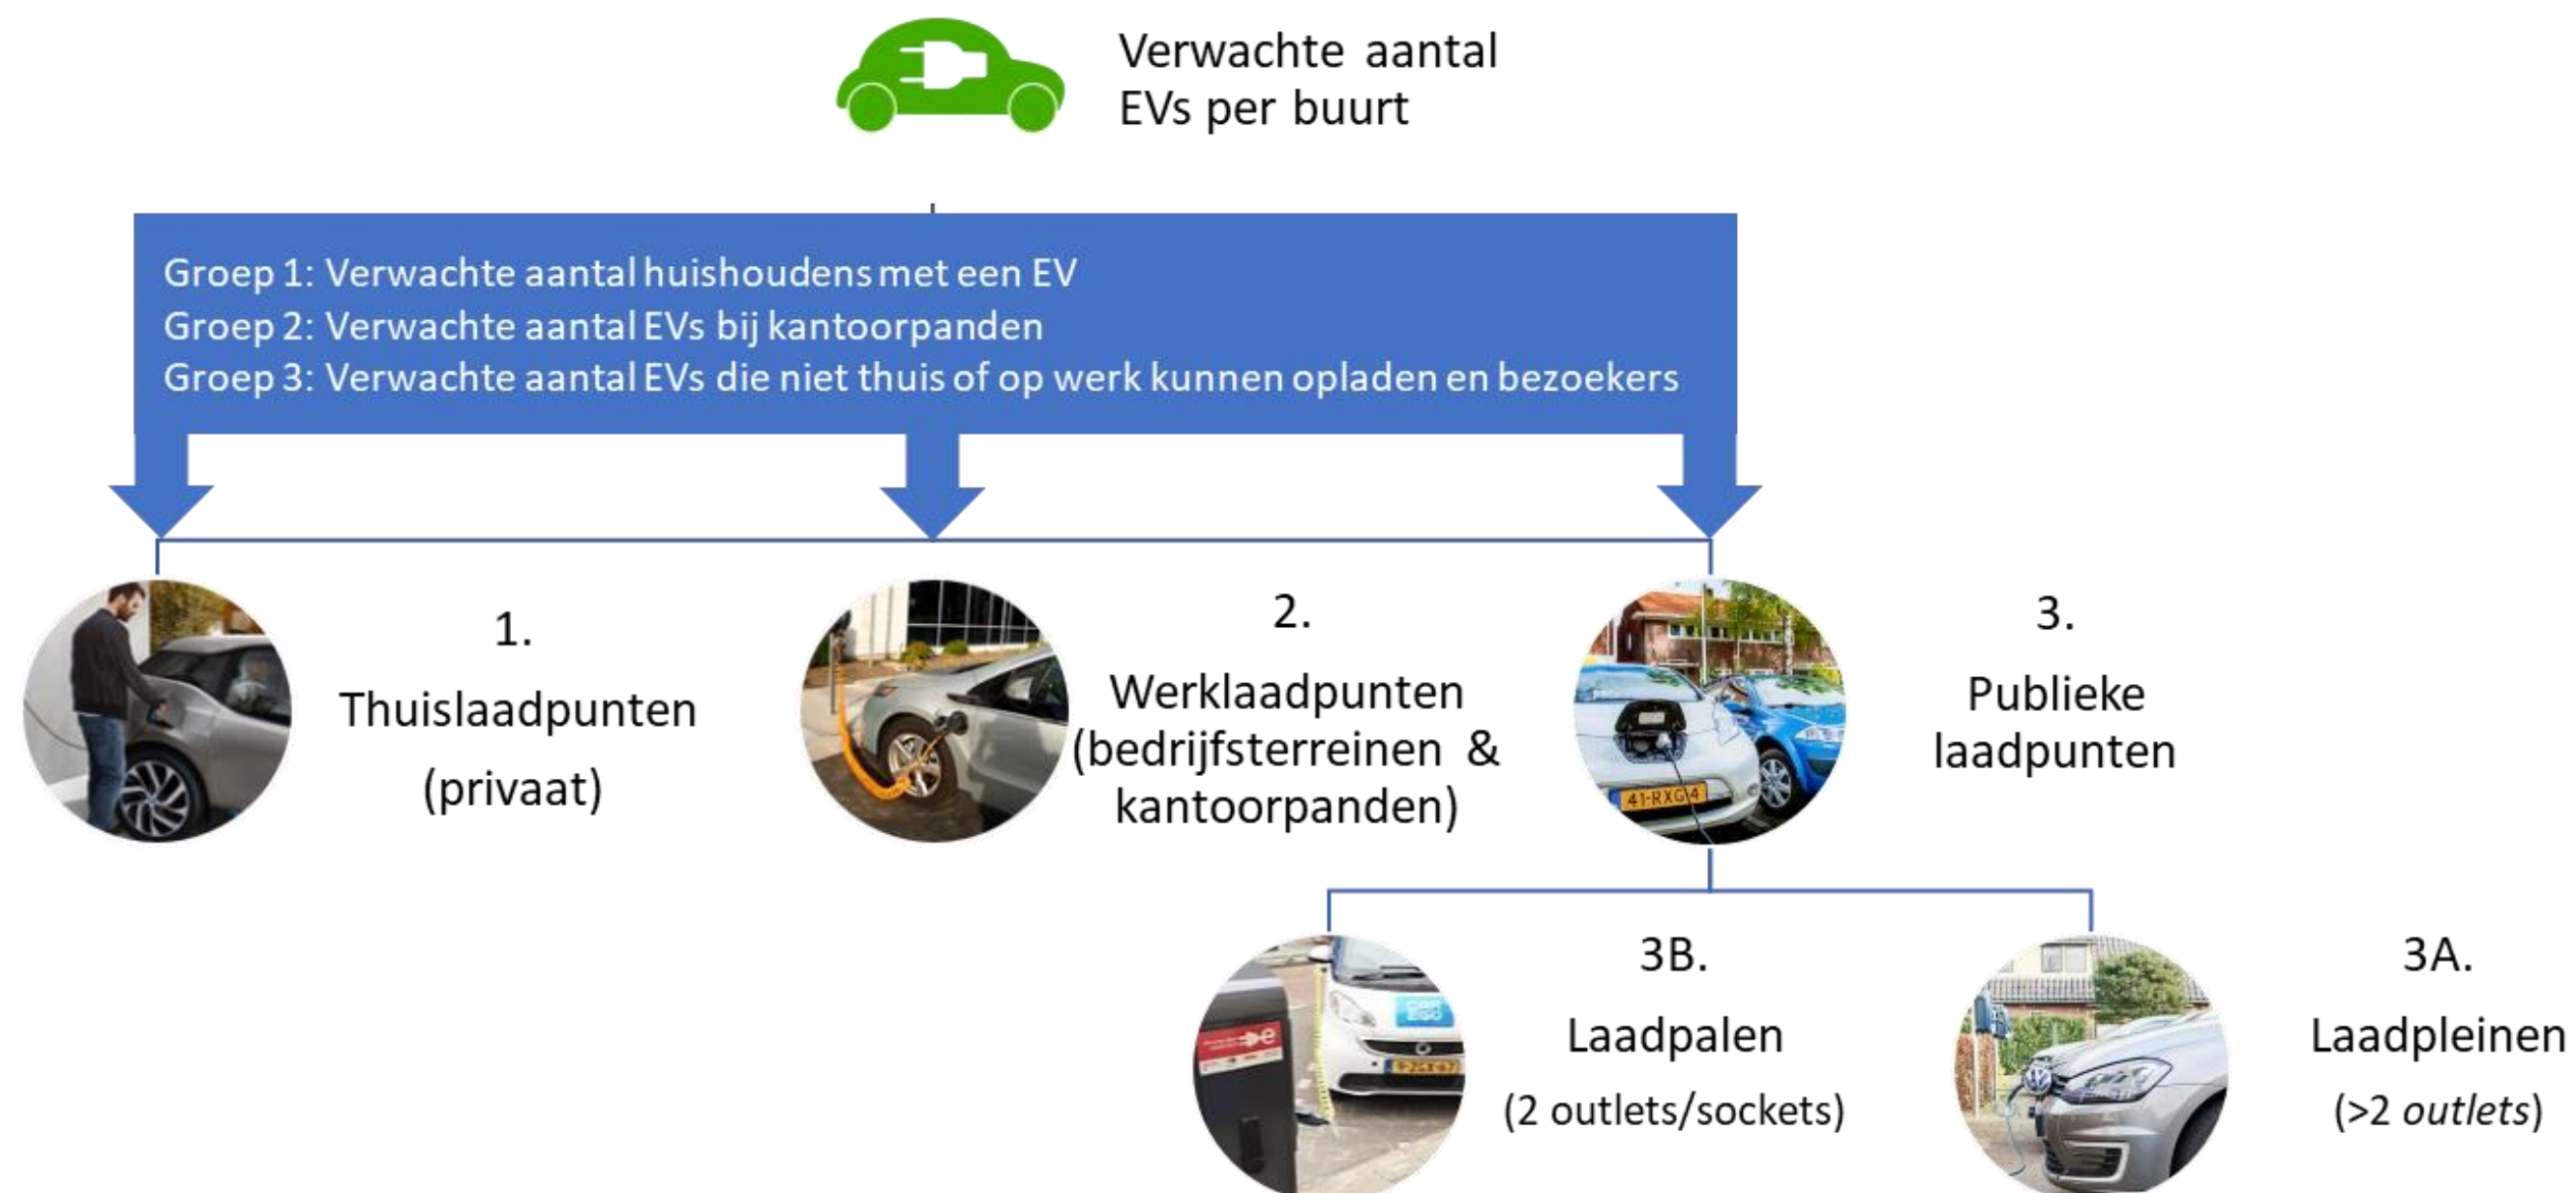 Verwachte aantal
EVs per buurt
Groep 1: Verwachte aantal huishoudens met een EV
Groep 2: Verwachte aantal EVs bij kantoorpanden
Groep 3: Verwachte aantal EVs die niet thuis of op werk kunnen opladen en bezoekers
1.
Thuislaadpunten
(privaat)
2.
Werklaadpunten
(bedrijfsterreinen &
kantoorpanden)
3.
Publieke
laadpunten
41-RXG-4
3B.
Laadpalen
(2 outlets/sockets)
3A.
Laadpleinen
(>2 outlets)